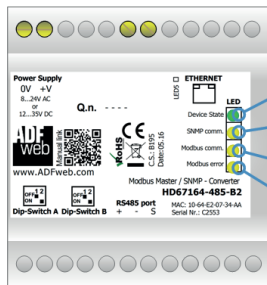 Power Supply
0V +V
8...24V AC
or
12...35V DC
Q.n. - - - -
LED5
ETHERNET
LED
Device State
SNMP comm.
Modbus comm.
Modbus error
ADF
web
Manual link
RoHS
CE
C.S.: 8195
Date:05.16
www.ADFweb.com
Modbus Master / SNMP - Converter
HD67164-485-B2
OFF 1 2
ON
OFF 1 2
ON
Dip-Switch A Dip-Switch B
RS485 port
+ - S
MAC: 10-64-E2-07-34-AA
Serial Nr.: C2553